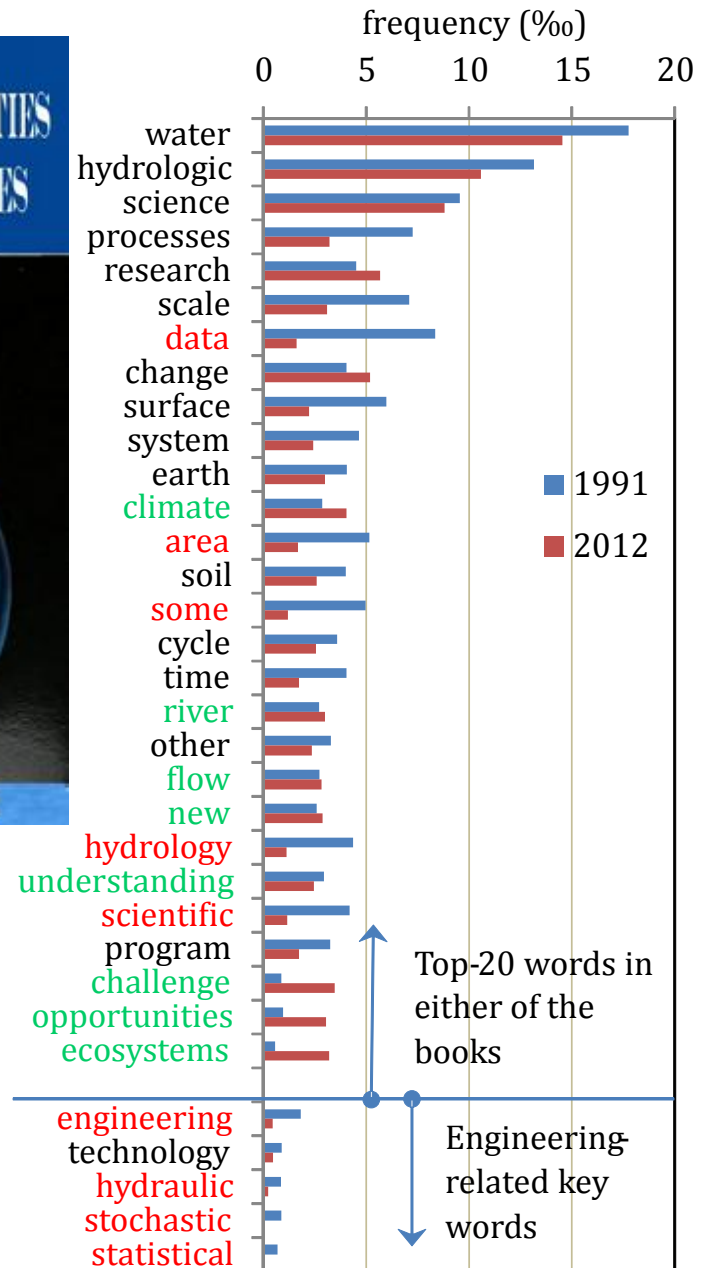 frequency (‰)
0 5 10 15 20
TIES
ES
water
hydrologic
science
processes
research
scale
data
change
surface
system
earth
climate
area
soil
some
cycle
time
river
other
flow
new
hydrology
understanding
scientific
program
challenge
opportunities
ecosystems
1991
2012
Top-20 words in
either of the
books
engineering
technology
hydraulic
stochastic
statistical
Engineering-
related key
words